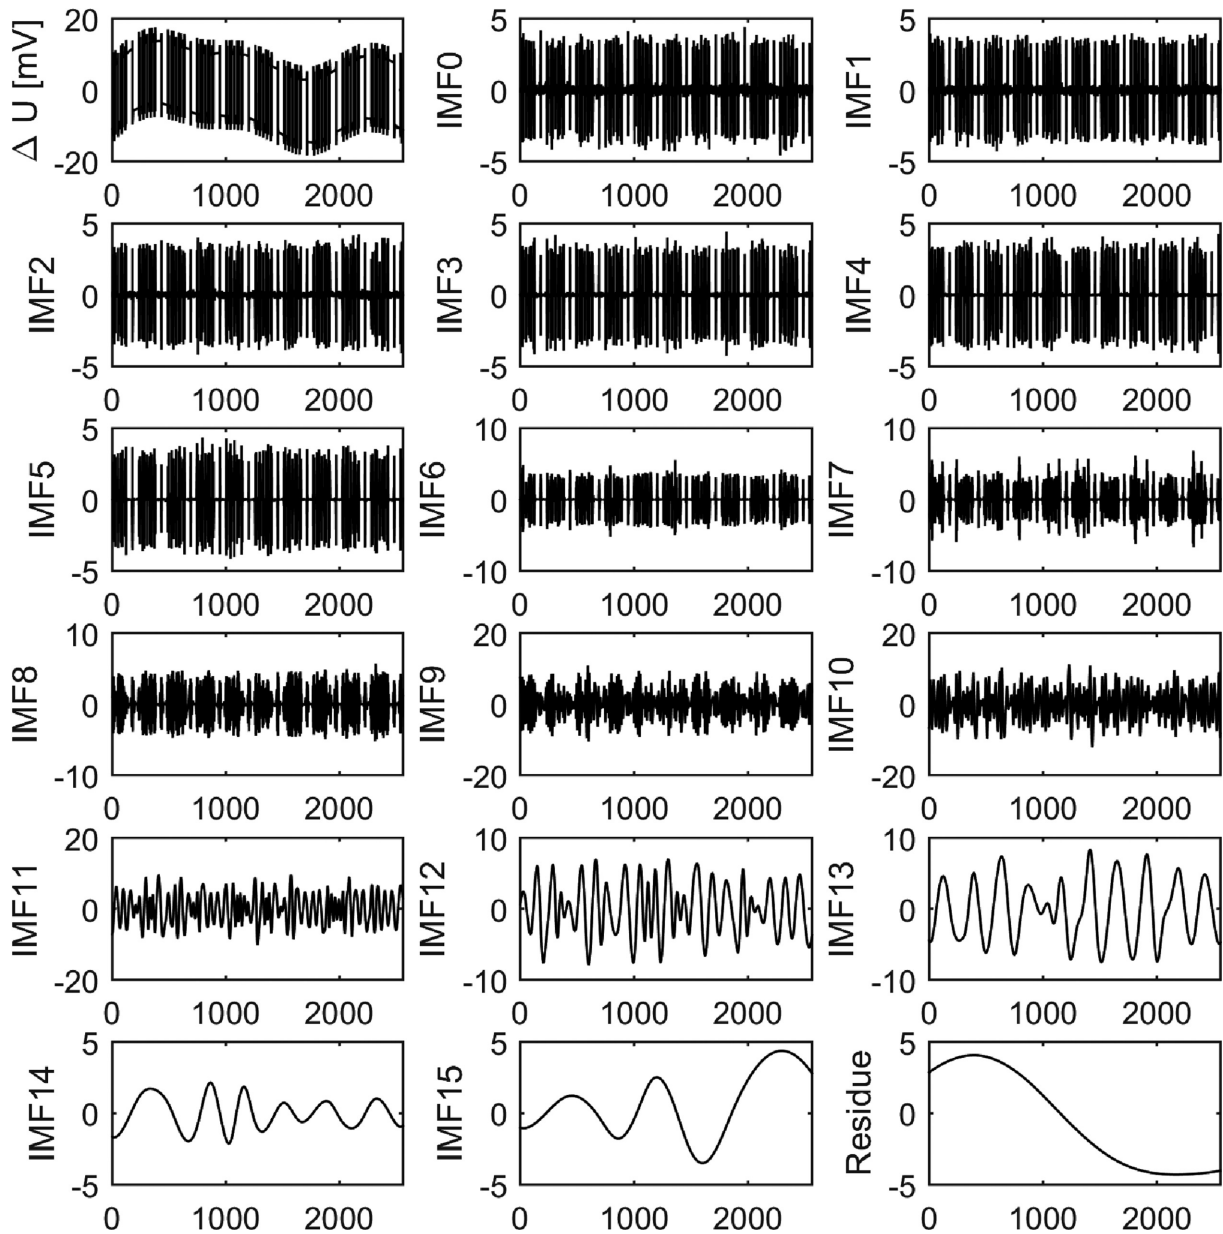 Δ U [mV] 20 0 -20 0 1000 2000
IMF0 5 0 -5 0 1000 2000
IMF1 5 0 -5 0 1000 2000
IMF2 5 0 -5 0 1000 2000
IMF3 5 0 -5 0 1000 2000
IMF4 5 0 -5 0 1000 2000
IMF5 5 0 -5 0 1000 2000
IMF6 10 0 -10 0 1000 2000
IMF7 10 0 -10 0 1000 2000
IMF8 10 0 -10 0 1000 2000
IMF9 20 0 -20 0 1000 2000
IMF10 20 0 -20 0 1000 2000
IMF11 20 0 -20 0 1000 2000
IMF12 10 0 -10 0 1000 2000
IMF13 10 0 -10 0 1000 2000
IMF14 5 0 -5 0 1000 2000
IMF15 5 0 -5 0 1000 2000
Residue 5 0 -5 0 1000 2000